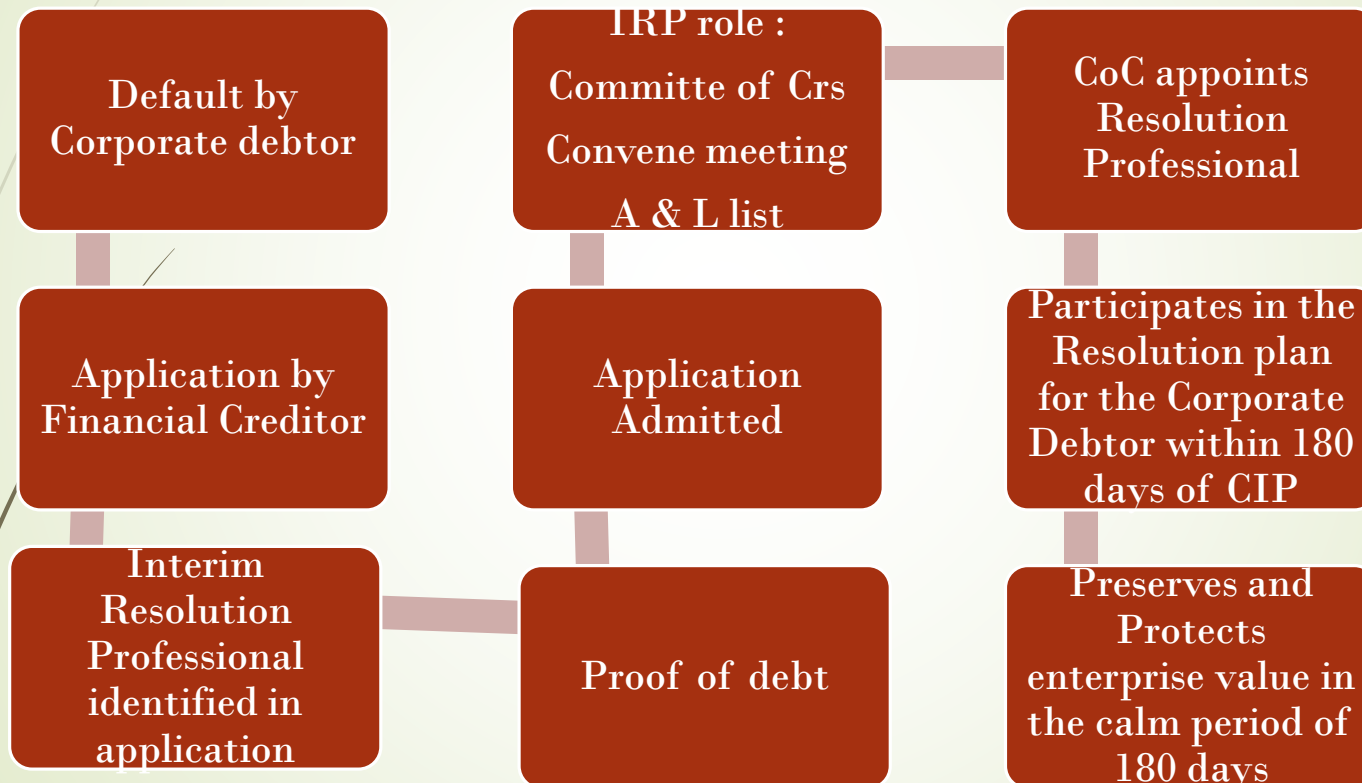 Default by
Corporate debtor
Application by
Financial Creditor
Interim
Resolution
Professional
identified in
application
Proof of debt
Application
Admitted
IRP role :
Committe of Crs
Convene meeting
A & L list
CoC appoints
Resolution
Professional
Participates in the
Resolution plan
for the Corporate
Debtor within 180
days of CIP
Preserves and
Protects
enterprise value in
the calm period of
180 days